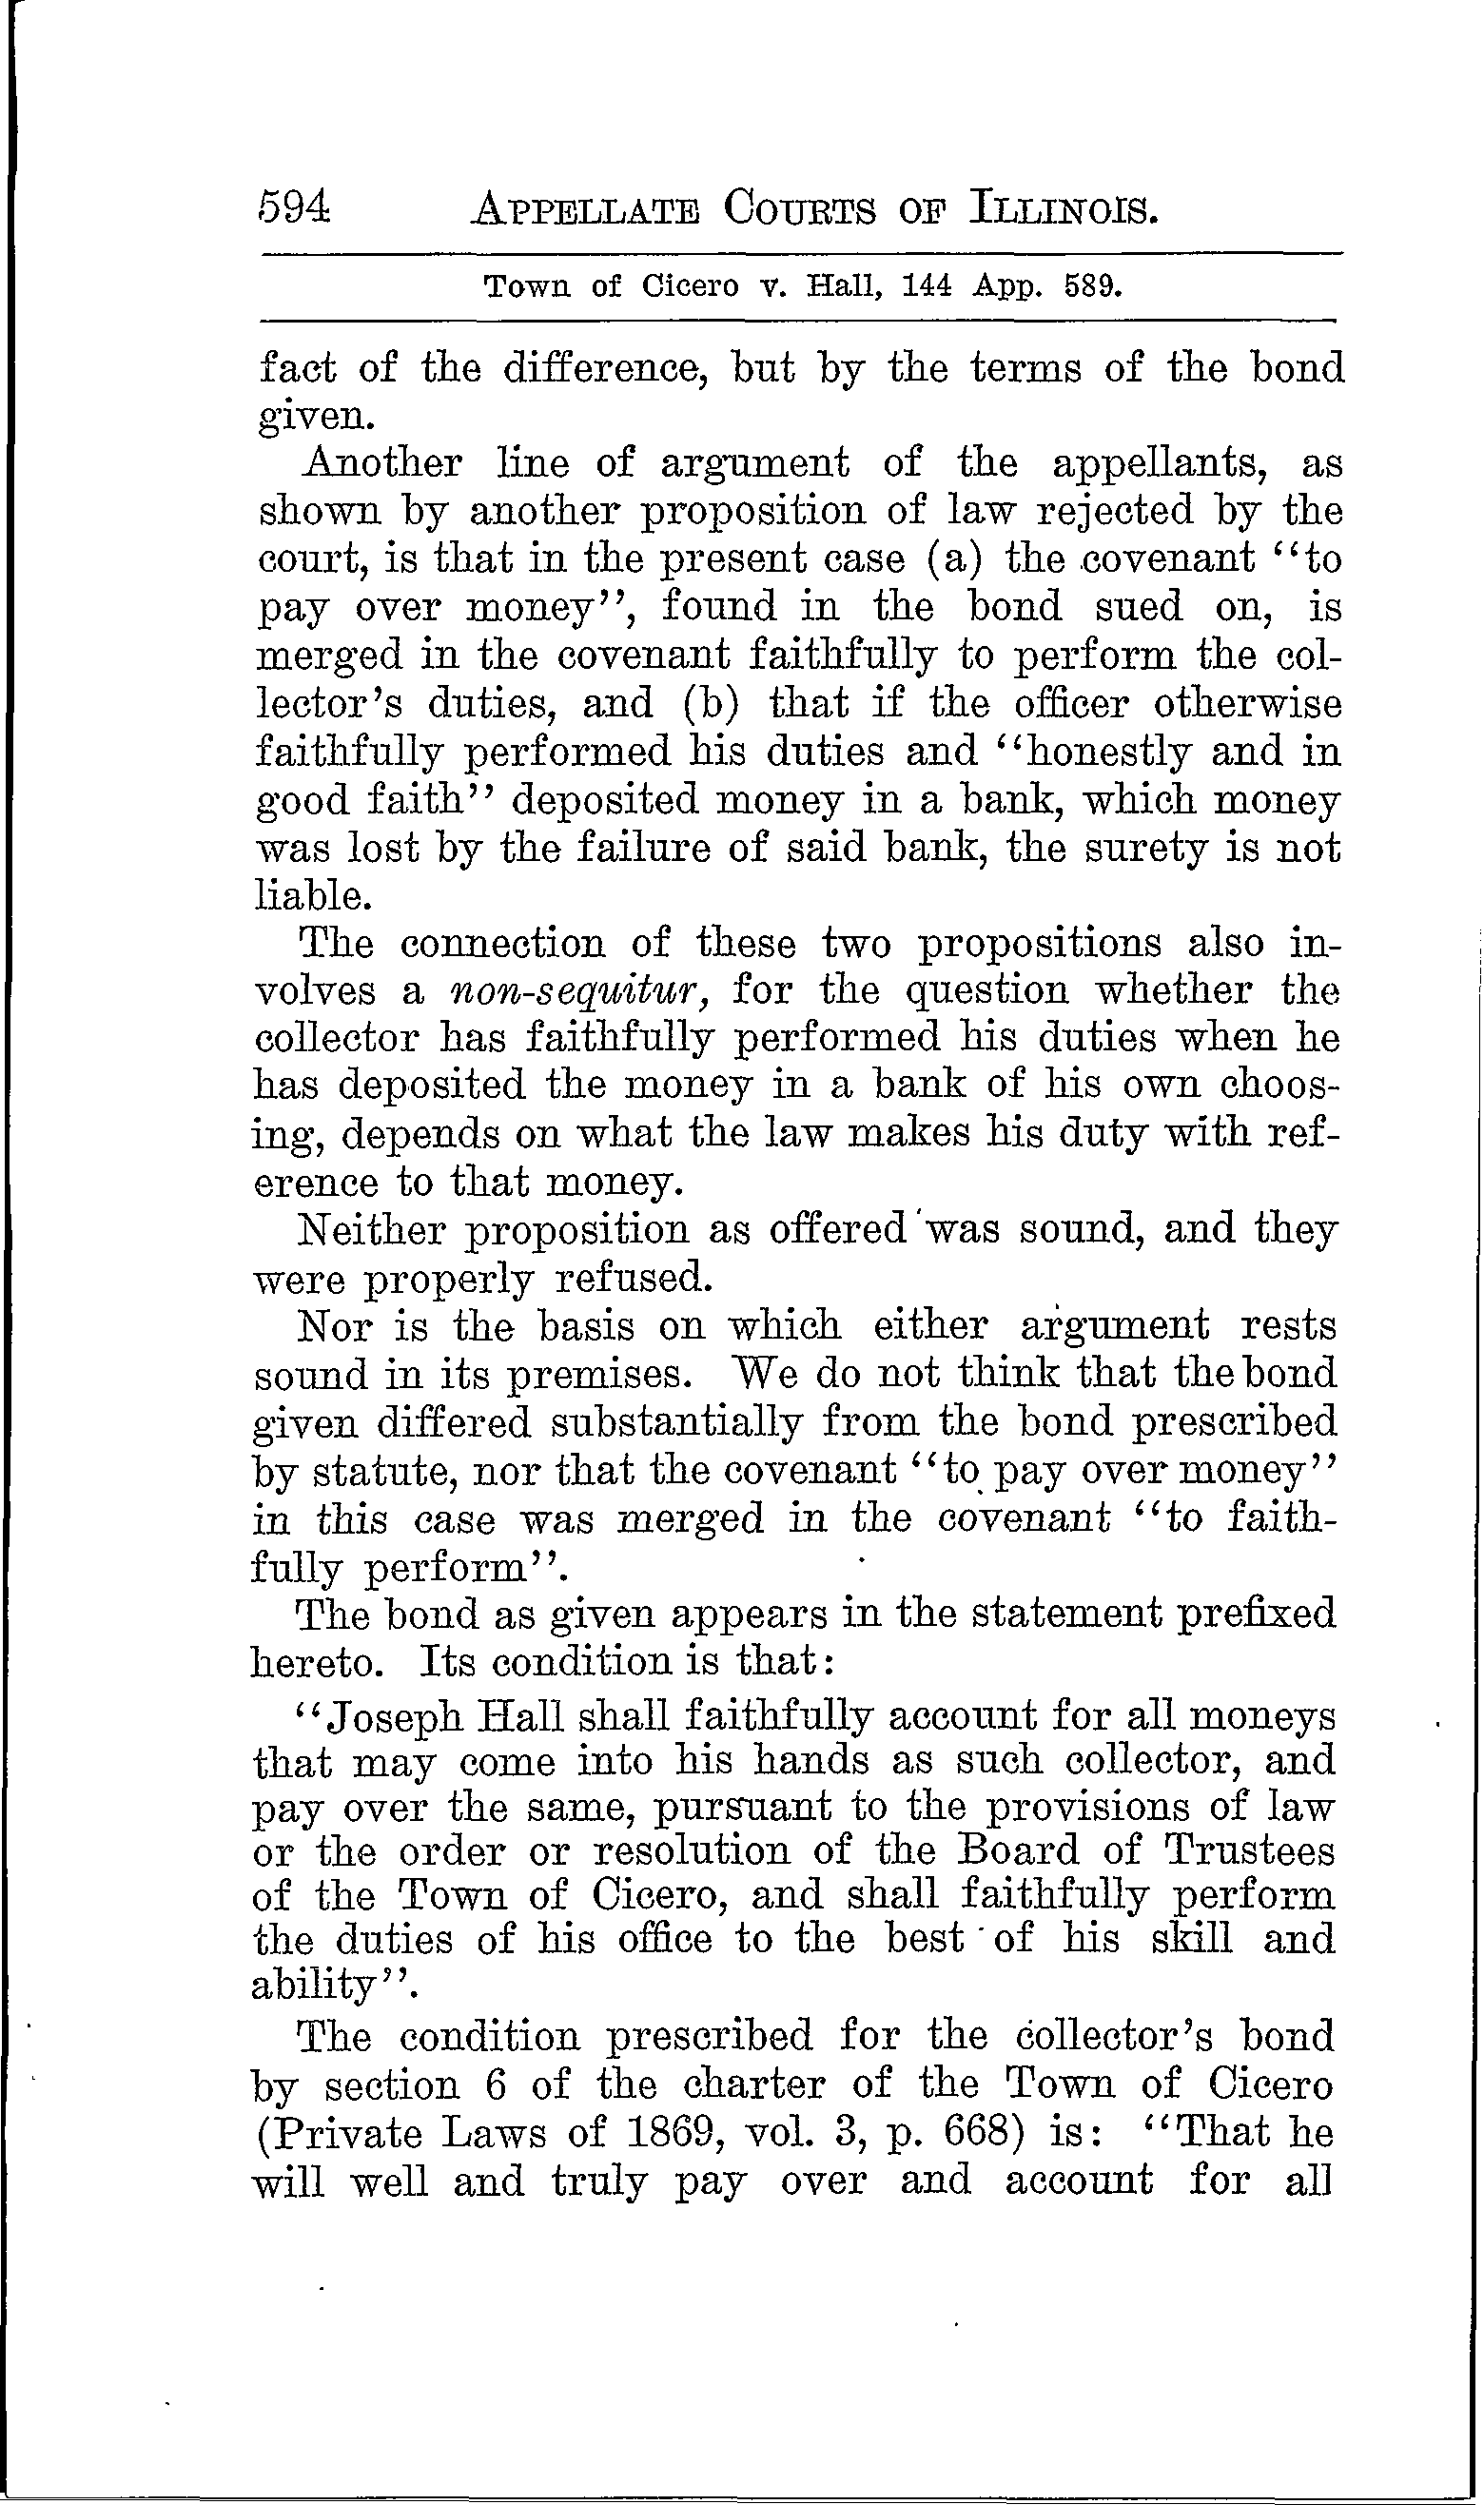 594 APPELLATE COURTS OF ILLINOIS.
Town of Cicero v. Hall, 144 App. 589.
fact of the difference, but by the terms of the bond
given.
Another line of argument of the appellants, as
shown by another proposition of law rejected by the
court, is that in the present case (a) the covenant "to
pay over money", found in the bond sued on, is
merged in the covenant faithfully to perform the col-
lector's duties, and (b) that if the officer otherwise
faithfully performed his duties and "honestly and in
good faith" deposited money in a bank, which money
was lost by the failure of said bank, the surety is not
liable.
The connection of these two propositions also in-
volves a non-sequitur, for the question whether the
collector has faithfully performed his duties when he
has deposited the money in a bank of his own choos-
ing, depends on what the law makes his duty with ref-
erence to that money.
Neither proposition as offered was sound, and they
were properly refused.
Nor is the basis on which either argument rests
sound in its premises. We do not think that the bond
given differed substantially from the bond prescribed
by statute, nor that the covenant "to pay over money"
in this case was merged in the covenant "to faith-
fully perform".
The bond as given appears in the statement prefixed
hereto. Its condition is that:
"Joseph Hall shall faithfully account for all moneys
that may come into his hands as such collector, and
pay over the same, pursuant to the provisions of law
or the order or resolution of the Board of Trustees
of the Town of Cicero, and shall faithfully perform
the duties of his office to the best of his skill and
ability".
The condition prescribed for the collector's bond
by section 6 of the charter of the Town of Cicero
(Private Laws of 1869, vol. 3, p. 668) is: "That he
will well and truly pay over and account for all